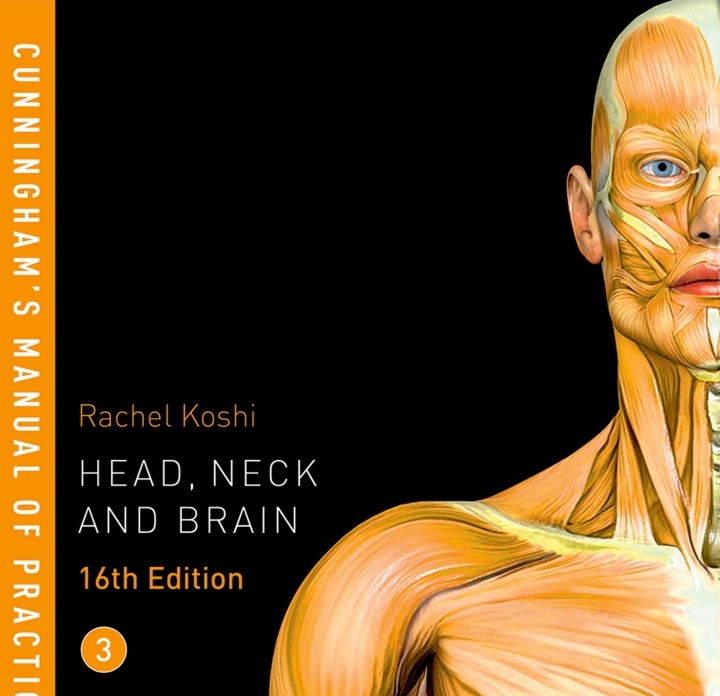 CUNNINGHAM'S MANUAL OF PRACTIC
Rachel Koshi
HEAD, NECK
AND BRAIN
16th Edition
3